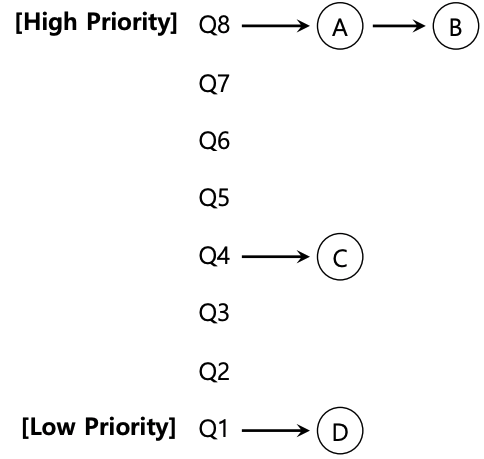 [High Priority] Q8 A B
Q7
Q6
Q5
Q4 C
Q3
Q2
[Low Priority] Q1 D